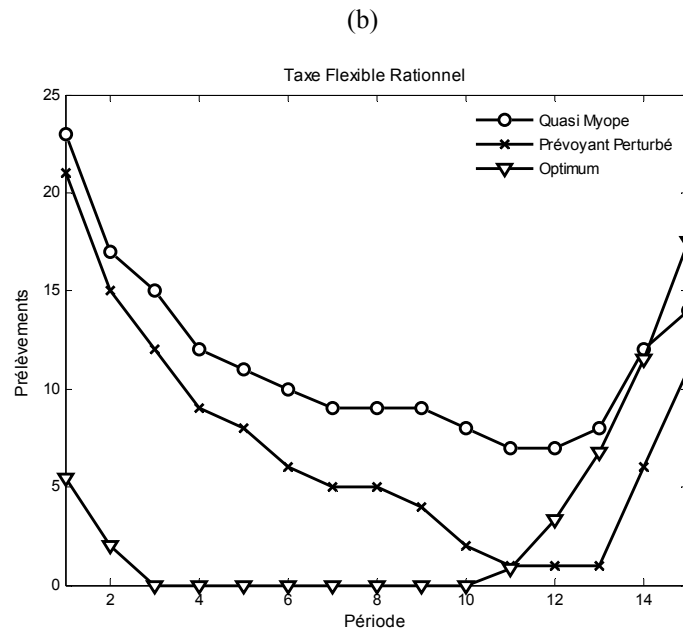 (b)
Taxe Flexible Rationnel
Quasi Myope
Prévoyant Perturbé
Optimum
25
20
15
10
5
0
Prélèvements
2 4 6 8 10 12 14
Période